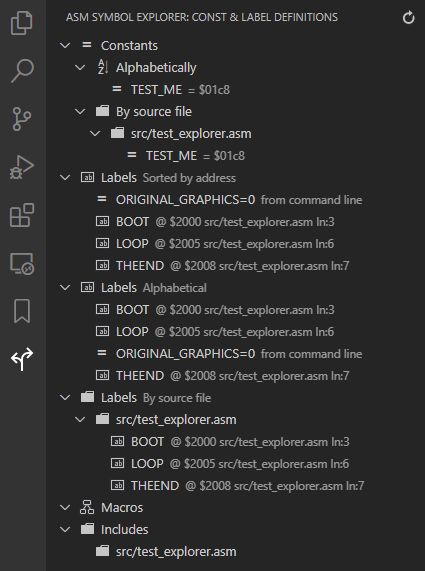 ASM SYMBOL EXPLORER: CONST & LABEL DEFINITIONS
Constants
Alphabetically
TEST_ME = $01c8
By source file
src/test_explorer.asm
TEST_ME = $01c8
Labels Sorted by address
ORIGINAL_GRAPHICS=0 from command line
BOOT @ $2000 src/test_explorer.asm ln:3
LOOP @ $2005 src/test_explorer.asm ln:6
THEEND @ $2008 src/test_explorer.asm ln:7
Labels Alphabetical
BOOT @ $2000 src/test_explorer.asm ln:3
LOOP @ $2005 src/test_explorer.asm ln:6
ORIGINAL_GRAPHICS=0 from command line
THEEND @ $2008 src/test_explorer.asm ln:7
Labels By source file
src/test_explorer.asm
BOOT @ $2000 src/test_explorer.asm ln:3
LOOP @ $2005 src/test_explorer.asm ln:6
THEEND @ $2008 src/test_explorer.asm ln:7
Macros
Includes
src/test_explorer.asm